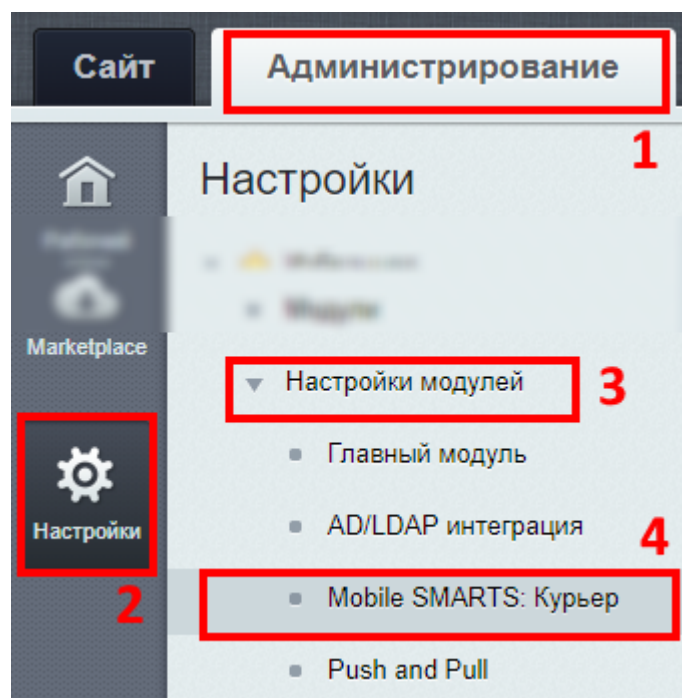 Сайт
Администрирование
1
Настройки
Marketplace
Настройки модулей
3
Главный модуль
Настройки
AD/LDAP интеграция
4
2
Mobile SMARTS: Курьер
Push and Pull